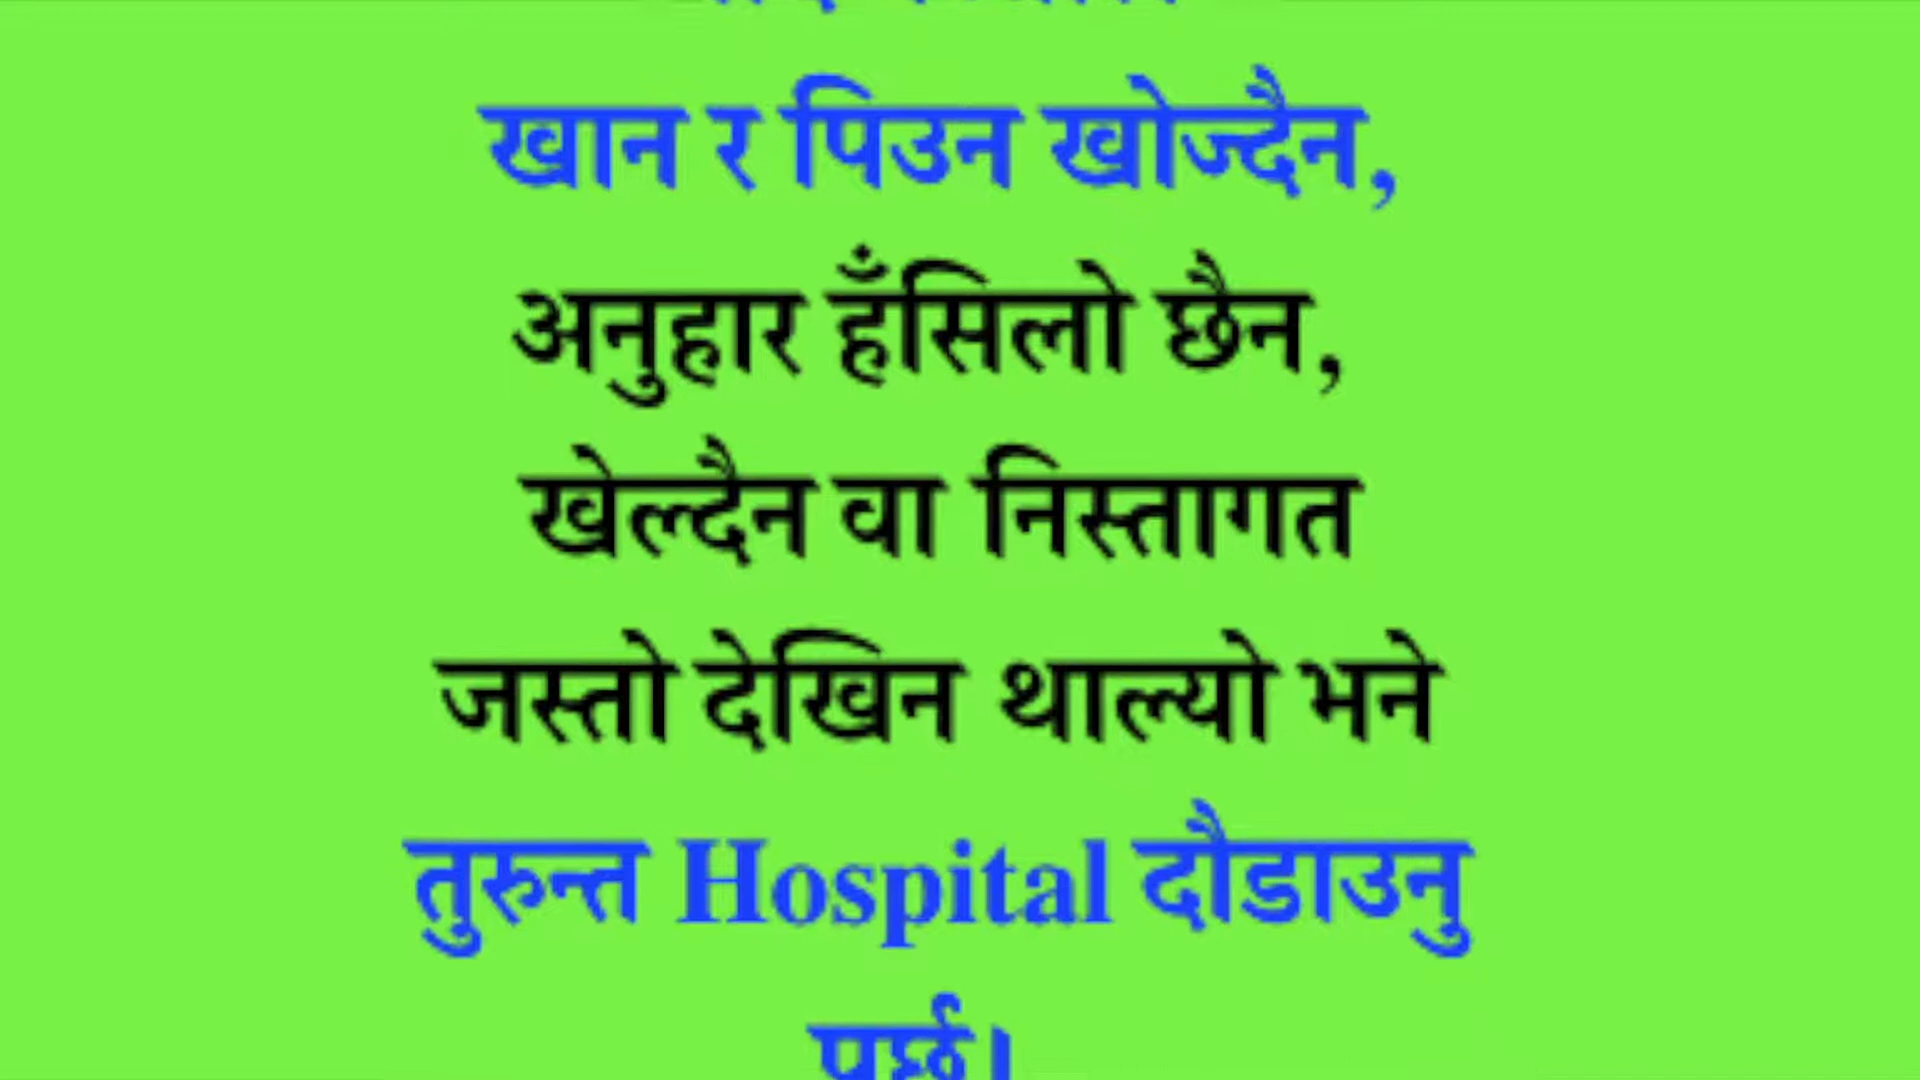 खान र पिउन खोज्दैन,
अनुहार हँसिलो छैन,
खेल्दैन वा निस्तागत
जस्तो देखिन थाल्यो भने
तुरुन्त Hospital दौडाउनु
पर्छ।